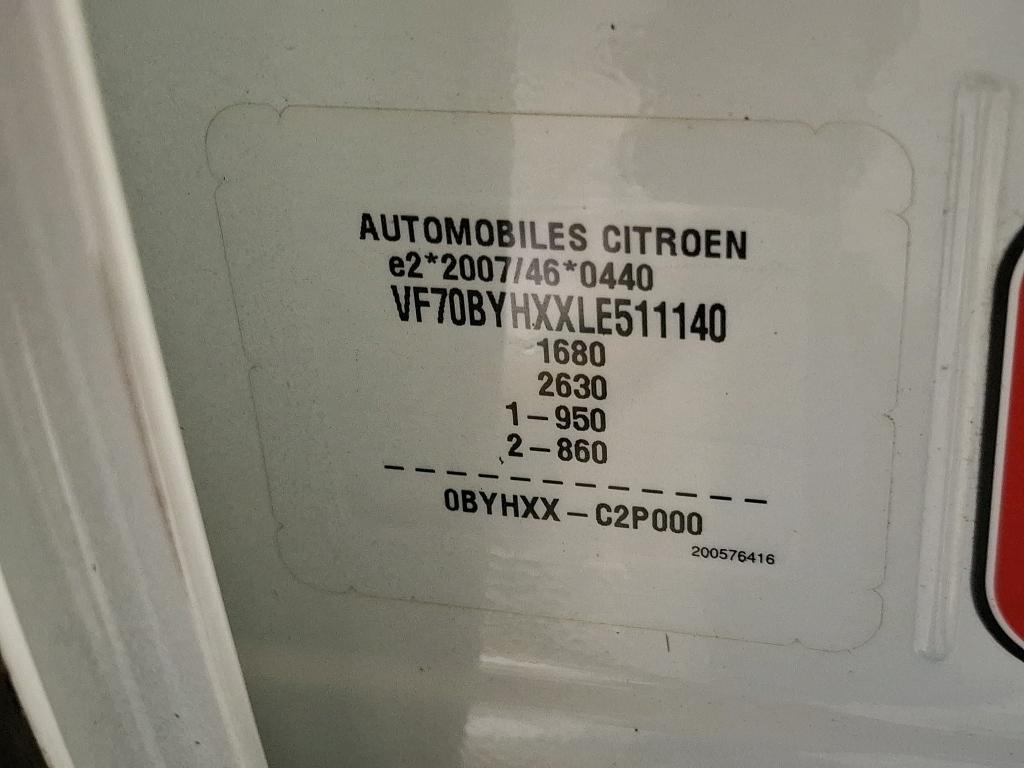 AUTOMOBILES CITROEN
e2*2007/46*0440
VF70BYHXXLE511140
1680
2630
1-950
2-860
0BYHXX-C2P000
200576416